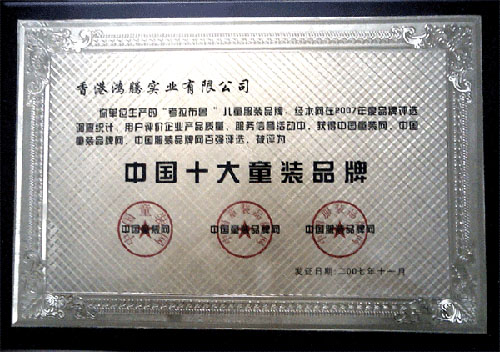 香港鸿腾实业有限公司
你单位生产的“考拉布鲁”儿童服装品牌，经本网在2007年度品牌评选
调查统计、用户评价企业产品质量、服务信誉活动中，获得中国童装网、中国
童装品牌网、中国服装品牌网百强评选，被评为
中国十大童装品牌
中国童装网 中国童装品牌网 中国服装品牌网
发证日期：二00七年十一月